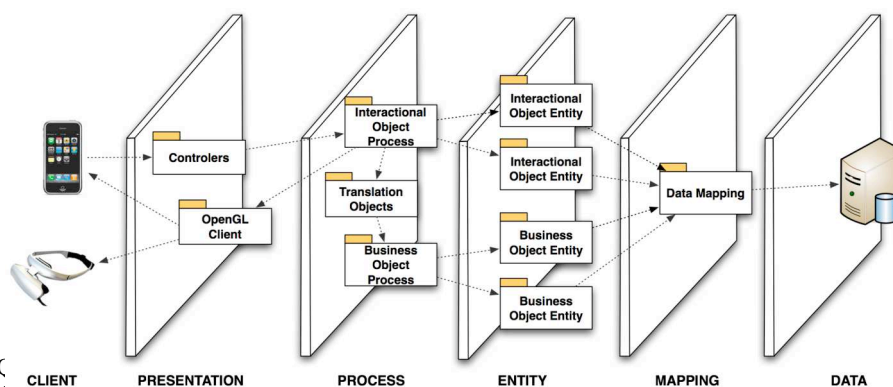 Controlers
OpenGL
Client
Interactional
Object
Process
Translation
Objects
Business
Object
Process
Interactional
Object Entity
Interactional
Object Entity
Business
Object Entity
Business
Object Entity
Data Mapping
CLIENT
PRESENTATION
PROCESS
ENTITY
MAPPING
DATA